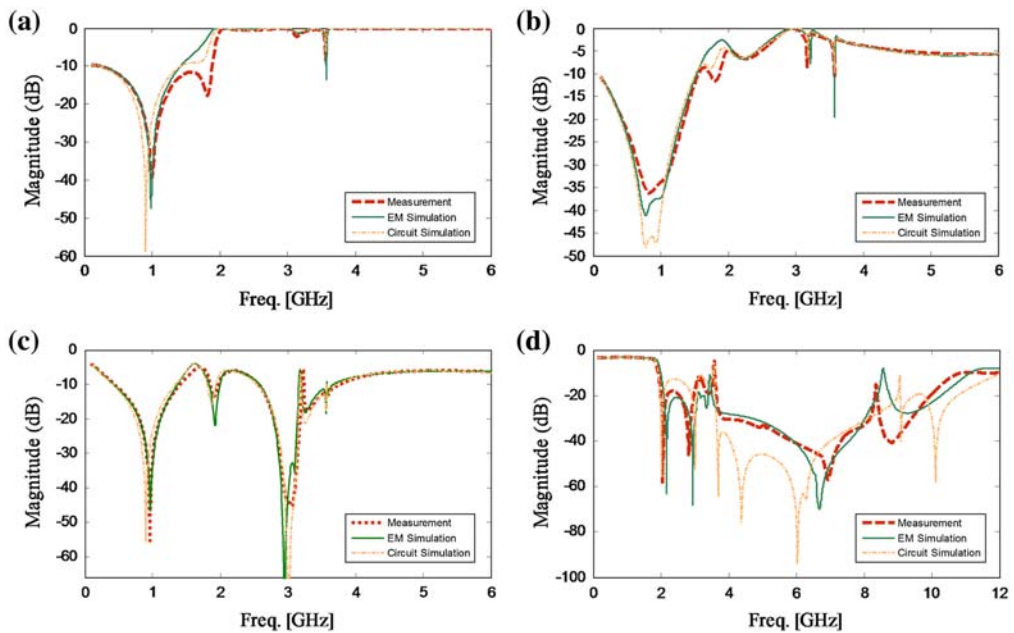 (a)
0
-10
-20
-30
-40
-50
-60
Magnitude (dB)
Measurement
EM Simulation
Circuit Simulation
0 1 2 3 4 5 6
Freq. [GHz]
(b)
0
-5
-10
-15
-20
-25
-30
-35
-40
-45
-50
Magnitude (dB)
Measurement
EM Simulation
Circuit Simulation
0 1 2 3 4 5 6
Freq. [GHz]
(c)
0
-10
-20
-30
-40
-50
-60
Magnitude (dB)
Measurement
EM Simulation
Circuit Simulation
0 1 2 3 4 5 6
Freq. [GHz]
(d)
0
-20
-40
-60
-80
-100
Magnitude (dB)
Measurement
EM Simulation
Circuit Simulation
0 2 4 6 8 10 12
Freq. [GHz]